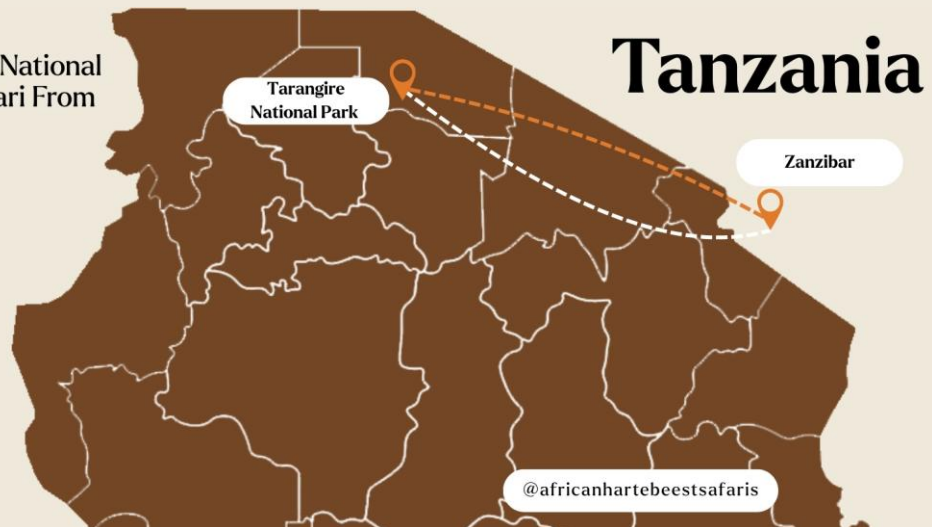 National
ari From
Tanzania
Tarangire
National Park
Zanzibar
@africanhartebeestsafaris